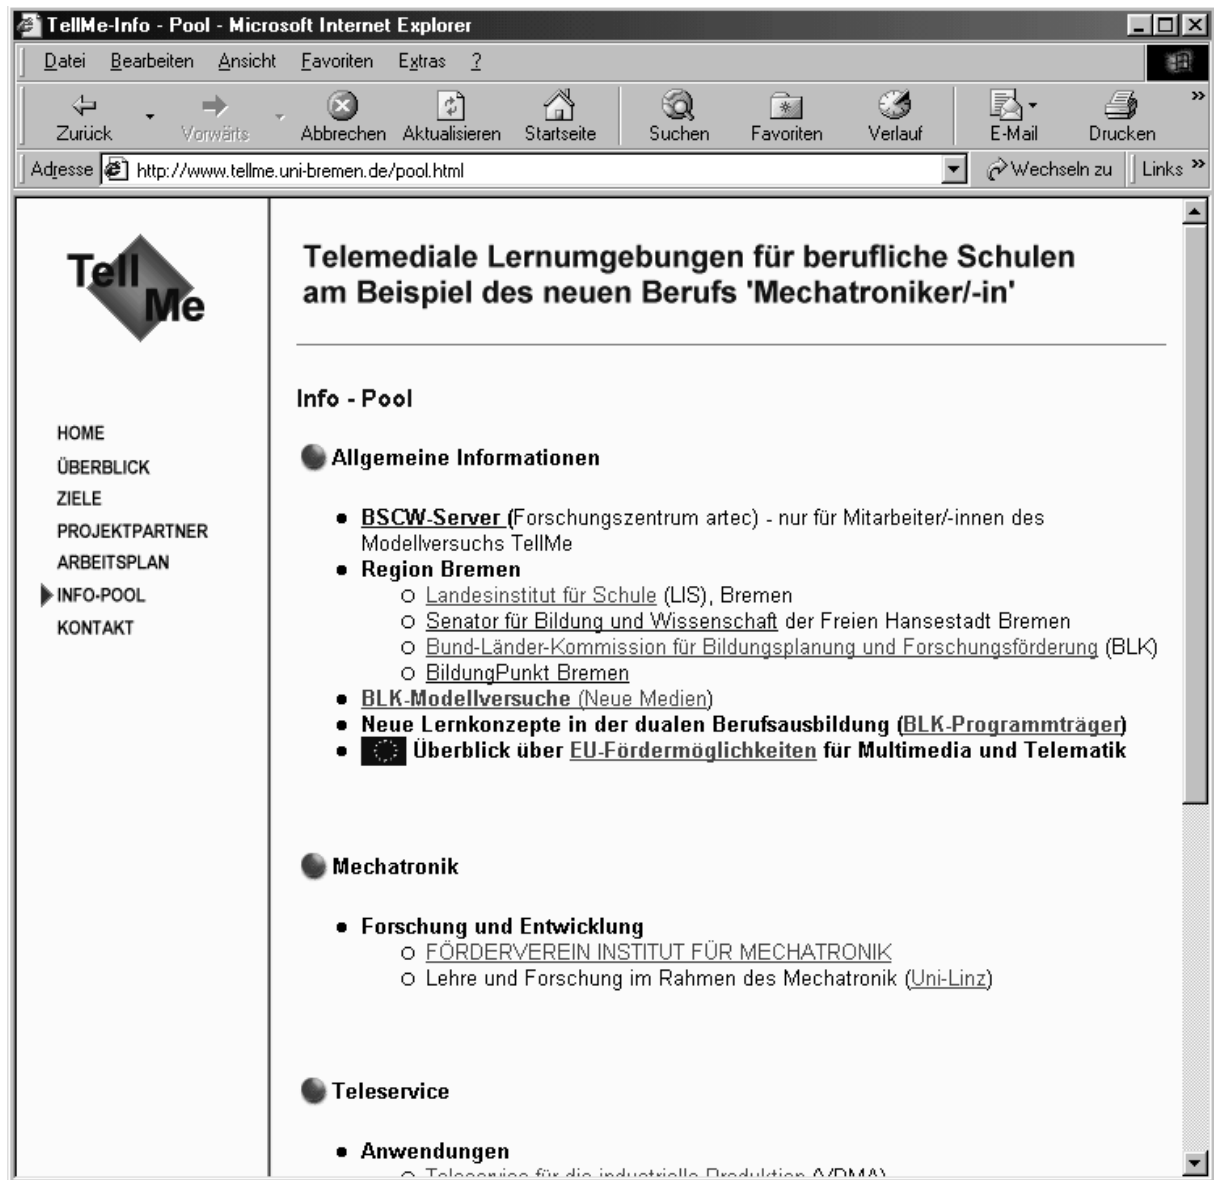 TellMe-Info - Pool - Microsoft Internet Explorer
Datei Bearbeiten Ansicht Favoriten Extras ?
Zurück Vorwärts Abbrechen Aktualisieren Startseite Suchen Favoriten Verlauf E-Mail Drucken »
Adresse http://www.tellme.uni-bremen.de/pool.html Wechseln zu Links »
Tell
Me
HOME
ÜBERBLICK
ZIELE
PROJEKTPARTNER
ARBEITSPLAN
INFO-POOL
KONTAKT
Telemediale Lernumgebungen für berufliche Schulen
am Beispiel des neuen Berufs 'Mechatroniker/-in'
Info - Pool
Allgemeine Informationen
BSCW-Server (Forschungszentrum artec) - nur für Mitarbeiter/-innen des
Modellversuchs TellMe
Region Bremen
Landesinstitut für Schule (LIS), Bremen
Senator für Bildung und Wissenschaft der Freien Hansestadt Bremen
Bund-Länder-Kommission für Bildungsplanung und Forschungsförderung (BLK)
BildungPunkt Bremen
BLK-Modellversuche (Neue Medien)
Neue Lernkonzepte in der dualen Berufsausbildung (BLK-Programmträger)
Überblick über EU-Fördermöglichkeiten für Multimedia und Telematik
Mechatronik
Forschung und Entwicklung
FÖRDERVEREIN INSTITUT FÜR MECHATRONIK
Lehre und Forschung im Rahmen des Mechatronik (Uni-Linz)
Teleservice
Anwendungen
Teleservice für die industrielle Produktion (VDMA)